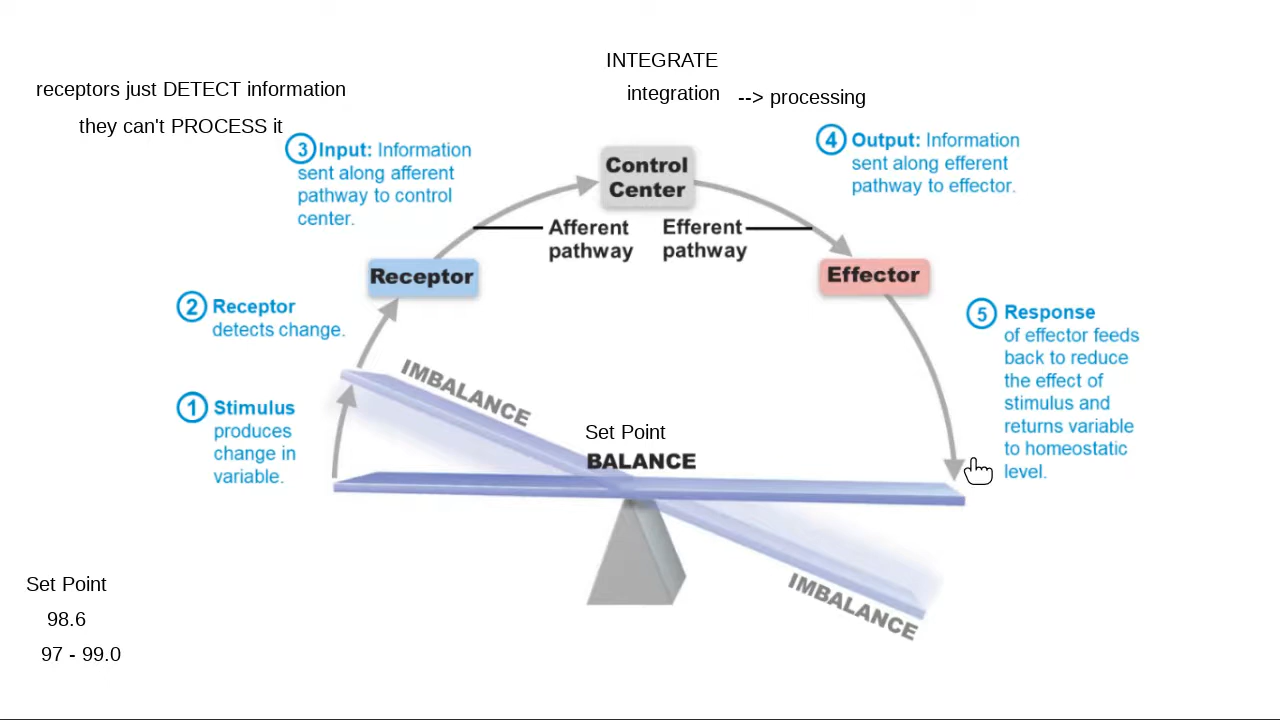 INTEGRATE
integration
--> processing
receptors just DETECT information
they can't PROCESS it
3 Input: Information
sent along afferent
pathway to control
center.
Control
Center
4 Output: Information
sent along efferent
pathway to effector.
Afferent
pathway
Efferent
pathway
Receptor
Effector
2 Receptor
detects change.
5 Response
of effector feeds
back to reduce
the effect of
stimulus and
returns variable
to homeostatic
level.
1 Stimulus
produces
change in
variable.
IMBALANCE
Set Point
BALANCE
IMBALANCE
Set Point
98.6
97 - 99.0